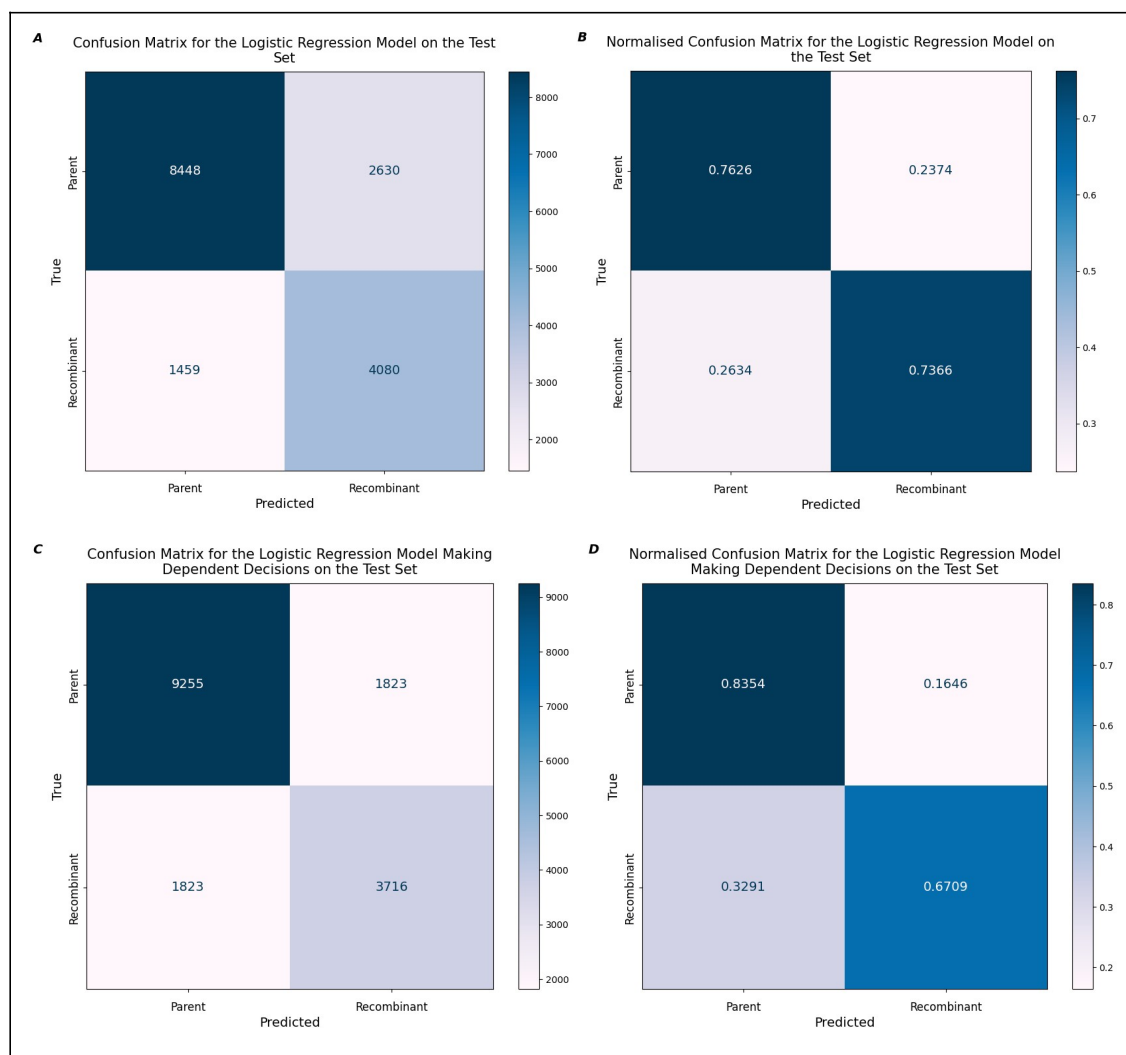 A
Confusion Matrix for the Logistic Regression Model on the Test
Set
Parent
Recombinant
True
8448
2630
1459
4080
Parent
Recombinant
Predicted
8000
7000
6000
5000
4000
3000
2000
B
Normalised Confusion Matrix for the Logistic Regression Model on
the Test Set
Parent
Recombinant
True
0.7626
0.2374
0.2634
0.7366
Parent
Recombinant
Predicted
0.7
0.6
0.5
0.4
0.3
C
Confusion Matrix for the Logistic Regression Model Making
Dependent Decisions on the Test Set
Parent
Recombinant
True
9255
1823
1823
3716
Parent
Recombinant
Predicted
9000
8000
7000
6000
5000
4000
3000
2000
D
Normalised Confusion Matrix for the Logistic Regression Model
Making Dependent Decisions on the Test Set
Parent
Recombinant
True
0.8354
0.1646
0.3291
0.6709
Parent
Recombinant
Predicted
0.8
0.7
0.6
0.5
0.4
0.3
0.2